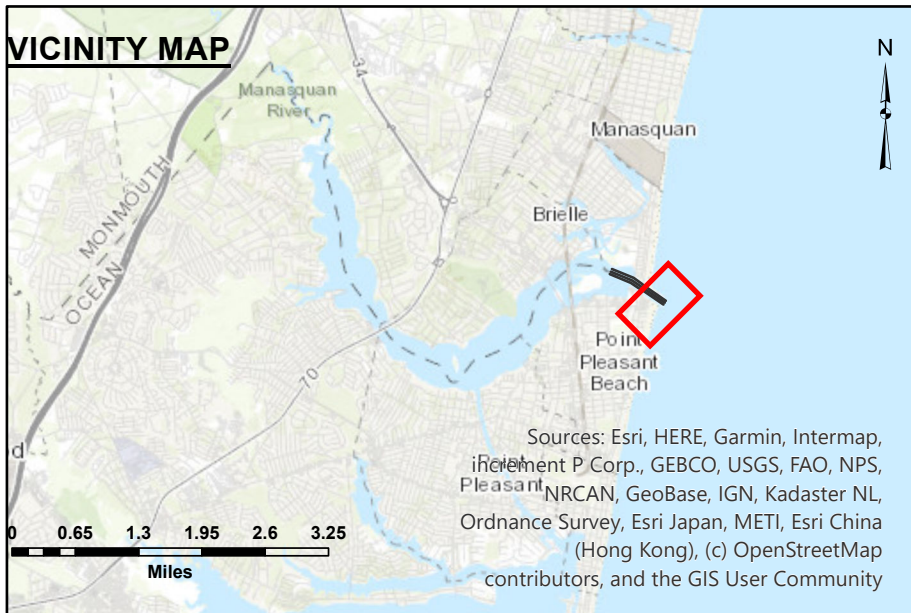 VICINITY MAP
N
34
Manasquan
River
Manasquan
MONMOUTH
OCEAN
Brielle
70
Point
Pleasant
Beach
d
Point
Pleasant
Sources: Esri, HERE, Garmin, Intermap,
increment P Corp., GEBCO, USGS, FAO, NPS,
NRCAN, GeoBase, IGN, Kadaster NL,
Ordnance Survey, Esri Japan, METI, Esri China
(Hong Kong), (c) OpenStreetMap
contributors, and the GIS User Community
0 0.65 1.3 1.95 2.6 3.25
Miles